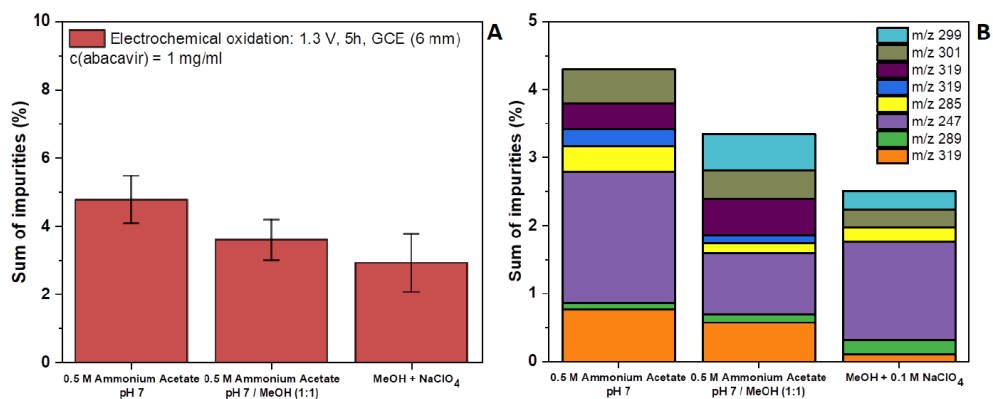 A
Electrochemical oxidation: 1.3 V, 5h, GCE (6 mm)
c(abacavir) = 1 mg/ml
Sum of impurities (%)
10
8
6
4
2
0
0.5 M Ammonium Acetate
pH 7
0.5 M Ammonium Acetate
pH 7 / MeOH (1:1)
MeOH + NaClO4
B
m/z 299
m/z 301
m/z 319
m/z 319
m/z 285
m/z 247
m/z 289
m/z 319
Sum of impurities (%)
5
4
3
2
1
0
0.5 M Ammonium Acetate
pH 7
0.5 M Ammonium Acetate
pH 7 / MeOH (1:1)
MeOH + 0.1 M NaClO4